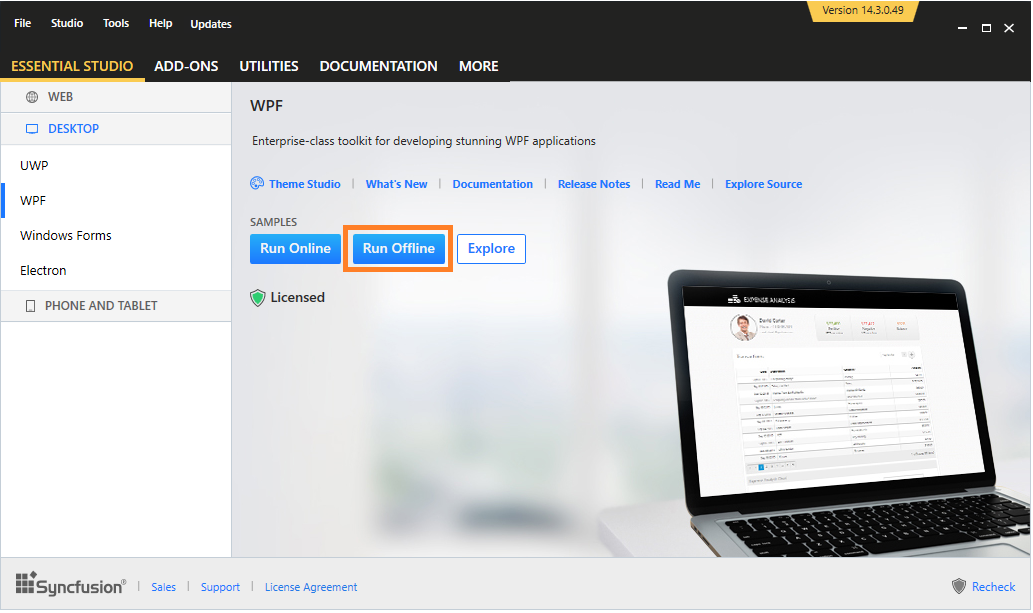 Version 14.3.0.49
File Studio Tools Help Updates
ESSENTIAL STUDIO ADD-ONS UTILITIES DOCUMENTATION MORE
WEB
DESKTOP
UWP
WPF
Windows Forms
Electron
PHONE AND TABLET
WPF
Enterprise-class toolkit for developing stunning WPF applications
Theme Studio | What's New | Documentation | Release Notes | Read Me | Explore Source
SAMPLES
Run Online Run Offline Explore
Licensed
EXPENSE ANALYSIS
Syncfusion® | Sales | Support | License Agreement
Recheck